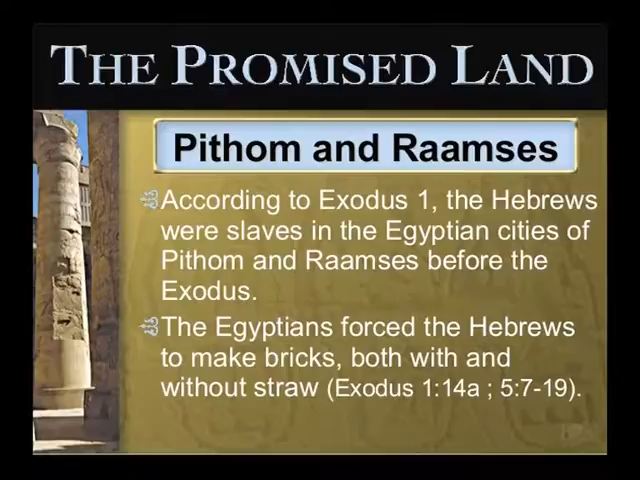 THE PROMISED LAND
Pithom and Raamses
According to Exodus 1, the Hebrews
were slaves in the Egyptian cities of
Pithom and Raamses before the
Exodus.
The Egyptians forced the Hebrews
to make bricks, both with and
without straw (Exodus 1:14a ; 5:7-19).